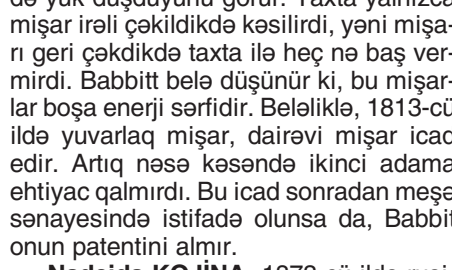 də yük düşdüyünü görür. Taxta yalnızca
mişar irəli çəkildikdə kəsilirdi, yəni mişa-
rı geri çəkdikdə taxta ilə heç nə baş ver-
mirdi. Babbitt belə düşünür ki, bu mişar-
lar boşa enerji sərfidir. Beləliklə, 1813-cü
ildə yuvarlaq mişar, dairəvi mişar icad
edir. Artıq nəsə kəsəndə ikinci adama
ehtiyac qalmırdı. Bu icad sonradan meşə
sənayesində istifadə olunsa da, Babbit
onun patentini almır.